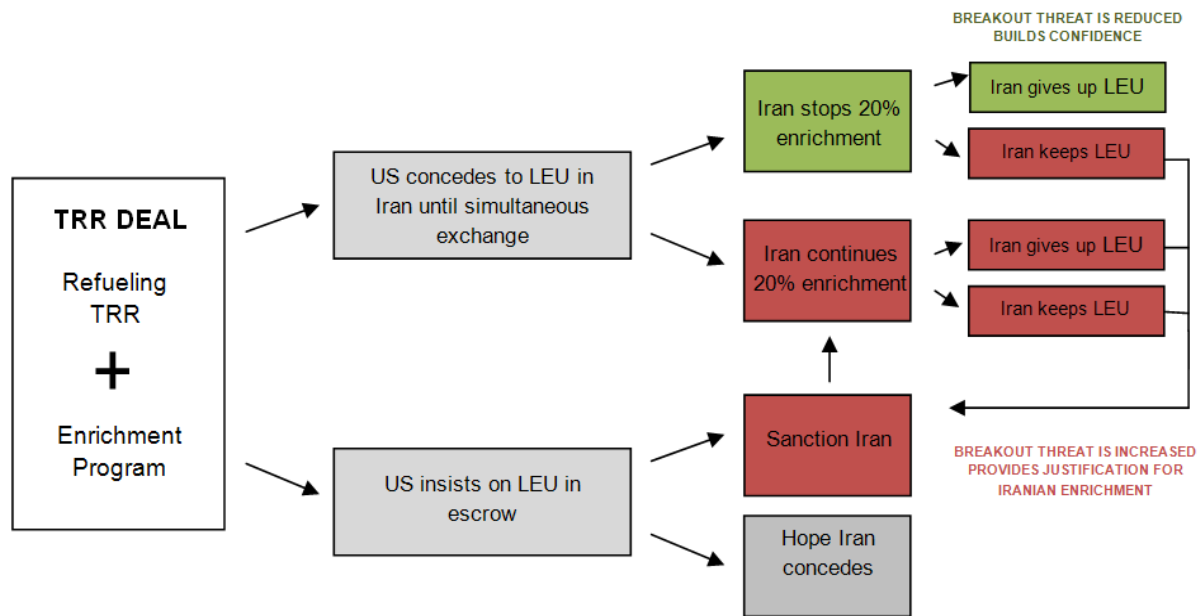 BREAKOUT THREAT IS REDUCED
BUILDS CONFIDENCE
Iran stops 20%
enrichment
Iran gives up LEU
Iran keeps LEU
US concedes to LEU in
Iran until simultaneous
exchange
TRR DEAL
Refueling
TRR
+
Enrichment
Program
Iran continues
20% enrichment
Iran gives up LEU
Iran keeps LEU
Sanction Iran
BREAKOUT THREAT IS INCREASED
PROVIDES JUSTIFICATION FOR
IRANIAN ENRICHMENT
US insists on LEU in
escrow
Hope Iran
concedes